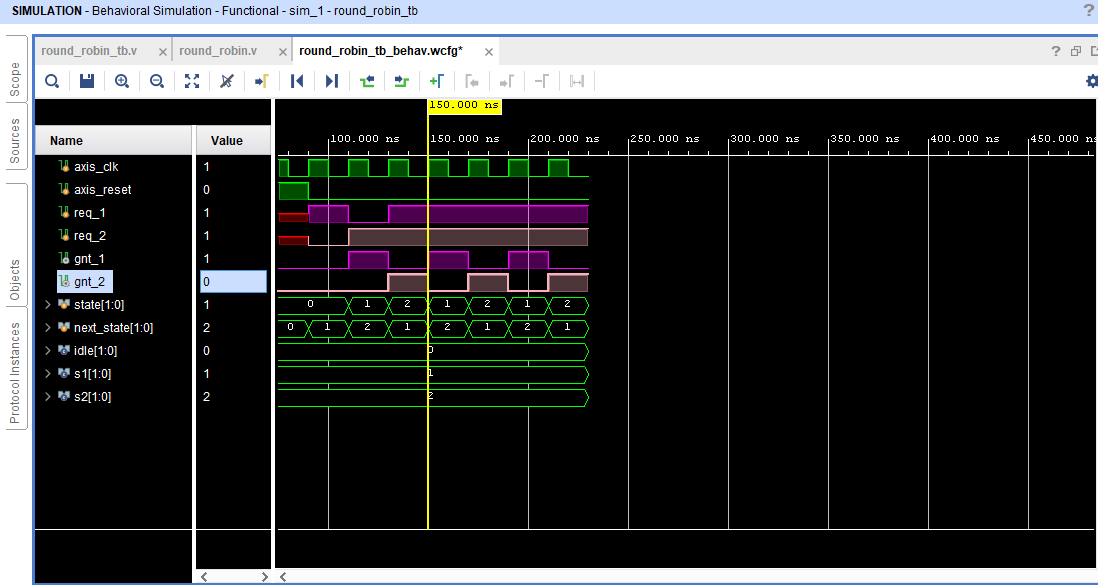 SIMULATION - Behavioral Simulation - Functional - sim_1 - round_robin_tb
?
round_robin_tb.v
round_robin.v
round_robin_tb_behav.wcfg*
?
Scope
Sources
Objects
Protocol Instances
150.000 ns
Name
Value
100.000 ns
150.000 ns
200.000 ns
250.000 ns
300.000 ns
350.000 ns
400.000 ns
450.000 ns
axis_clk 1
axis_reset 0
req_1 1
req_2 1
gnt_1 1
gnt_2 0
state[1:0] 1 0 1 2 1 2 1 2
next_state[1:0] 2 0 1 2 1 2 1 2 1
idle[1:0] 0 0
s1[1:0] 1 1
s2[1:0] 2 2